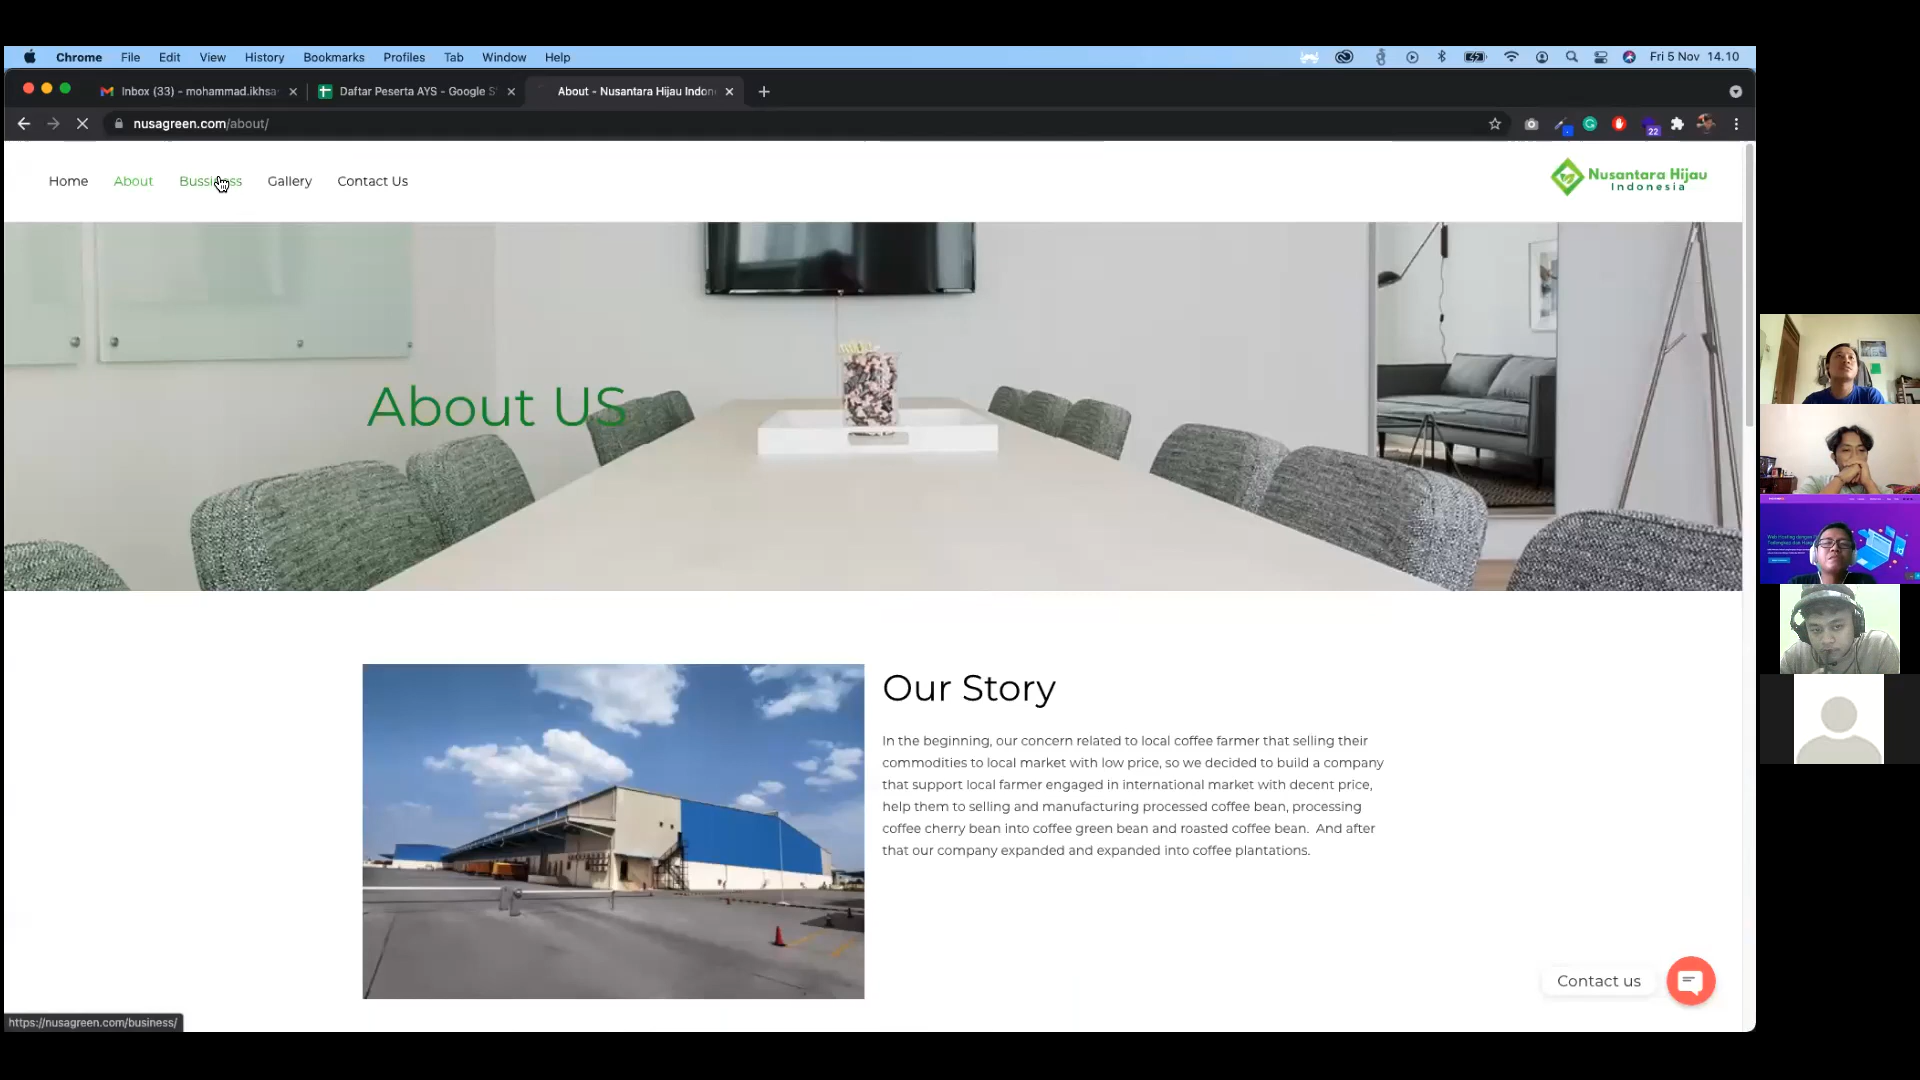 Chrome File Edit View History Bookmarks Profiles Tab Window Help
Fri 5 Nov 14.10
Inbox (33) - mohammad.ikhsa
Daftar Peserta AYS - Google S
About - Nusantara Hijau Indon
nusagreen.com/about/
22
Home About Bussiness Gallery Contact Us
Nusantara Hijau
Indonesia
About US
Our Story
In the beginning, our concern related to local coffee farmer that selling their
commodities to local market with low price, so we decided to build a company
that support local farmer engaged in international market with decent price,
help them to selling and manufacturing processed coffee bean, processing
coffee cherry bean into coffee green bean and roasted coffee bean. And after
that our company expanded and expanded into coffee plantations.
Contact us
https://nusagreen.com/business/